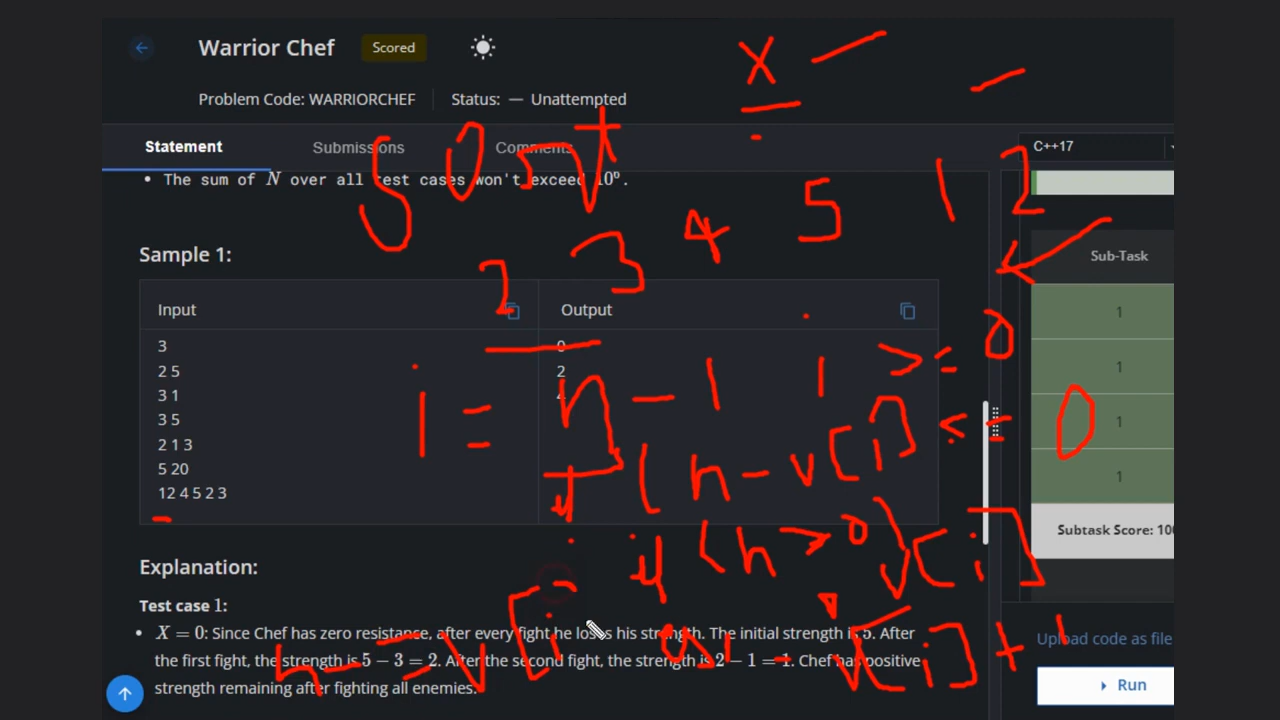 Warrior Chef Scored
Problem Code: WARRIORCHEF Status: — Unattempted
Statement Submissions Comments
C++17
• The sum of N over all test cases won't exceed
Sample 1:
Sub-Task
Input Output
3
2 5
3 1
3 5
2 1 3
5 20
12 4 5 2 3
0
2
1
1
1
1
Subtask Score: 100
Explanation:
Test case 1:
• X = 0: Since Chef has zero resistance, after every fight he loses his strength. The initial strength is 5. After
the first fight, the strength is 5 − 3 = 2. After the second fight, the strength is 2 − 1 = 1. Chef has positive
strength remaining after fighting all enemies.
Upload code as file
Run
x
sort
2 3 4 5 12
i = n - 1 i >= 0
if (n - v[i] <= 0
if (n > 0) v[i]
n - = v[i]
ans = v[i] + 1